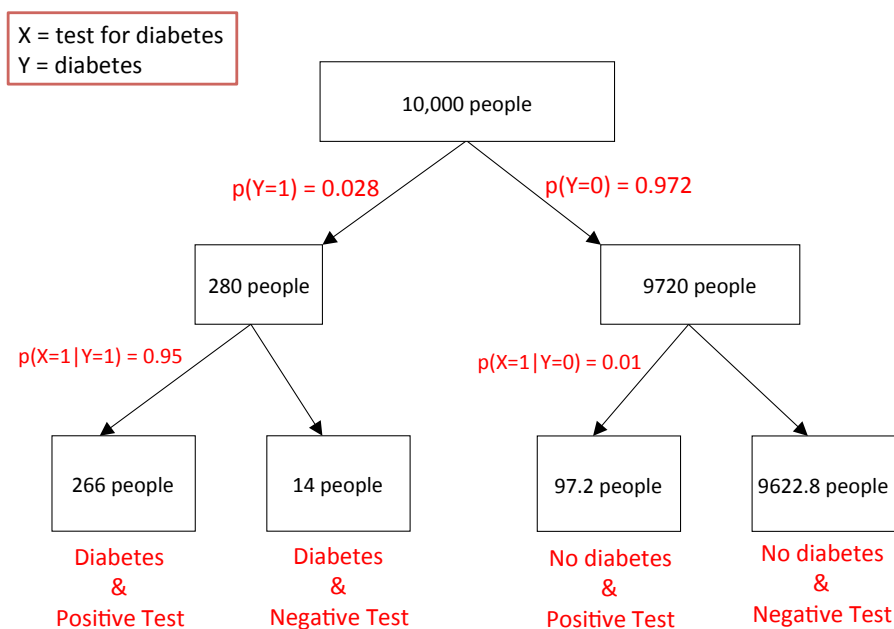 X = test for diabetes
Y = diabetes
10,000 people
p(Y=1) = 0.028
p(Y=0) = 0.972
280 people
9720 people
p(X=1|Y=1) = 0.95
p(X=1|Y=0) = 0.01
266 people
14 people
97.2 people
9622.8 people
Diabetes
&
Positive Test
Diabetes
&
Negative Test
No diabetes
&
Positive Test
No diabetes
&
Negative Test